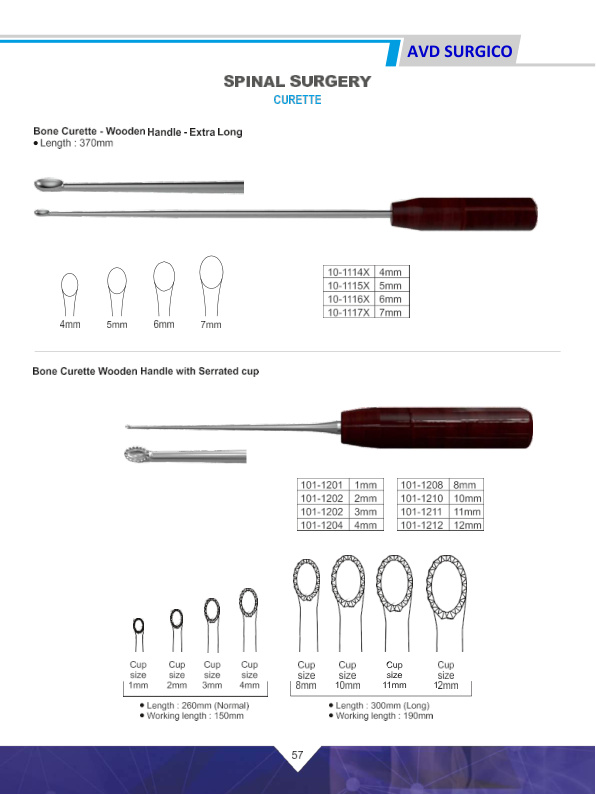 AVD SURGICO
SPINAL SURGERY
CURETTE
Bone Curette - Wooden Handle - Extra Long
● Length : 370mm
4mm 5mm 6mm 7mm
10-1114X 4mm
10-1115X 5mm
10-1116X 6mm
10-1117X 7mm
Bone Curette Wooden Handle with Serrated cup
101-1201 1mm 101-1208 8mm
101-1202 2mm 101-1210 10mm
101-1202 3mm 101-1211 11mm
101-1204 4mm 101-1212 12mm
Cup Cup Cup Cup Cup Cup Cup Cup
size size size size size size size size
1mm 2mm 3mm 4mm 8mm 10mm 11mm 12mm
● Length : 260mm (Normal) ● Length : 300mm (Long)
● Working length : 150mm ● Working length : 190mm
57